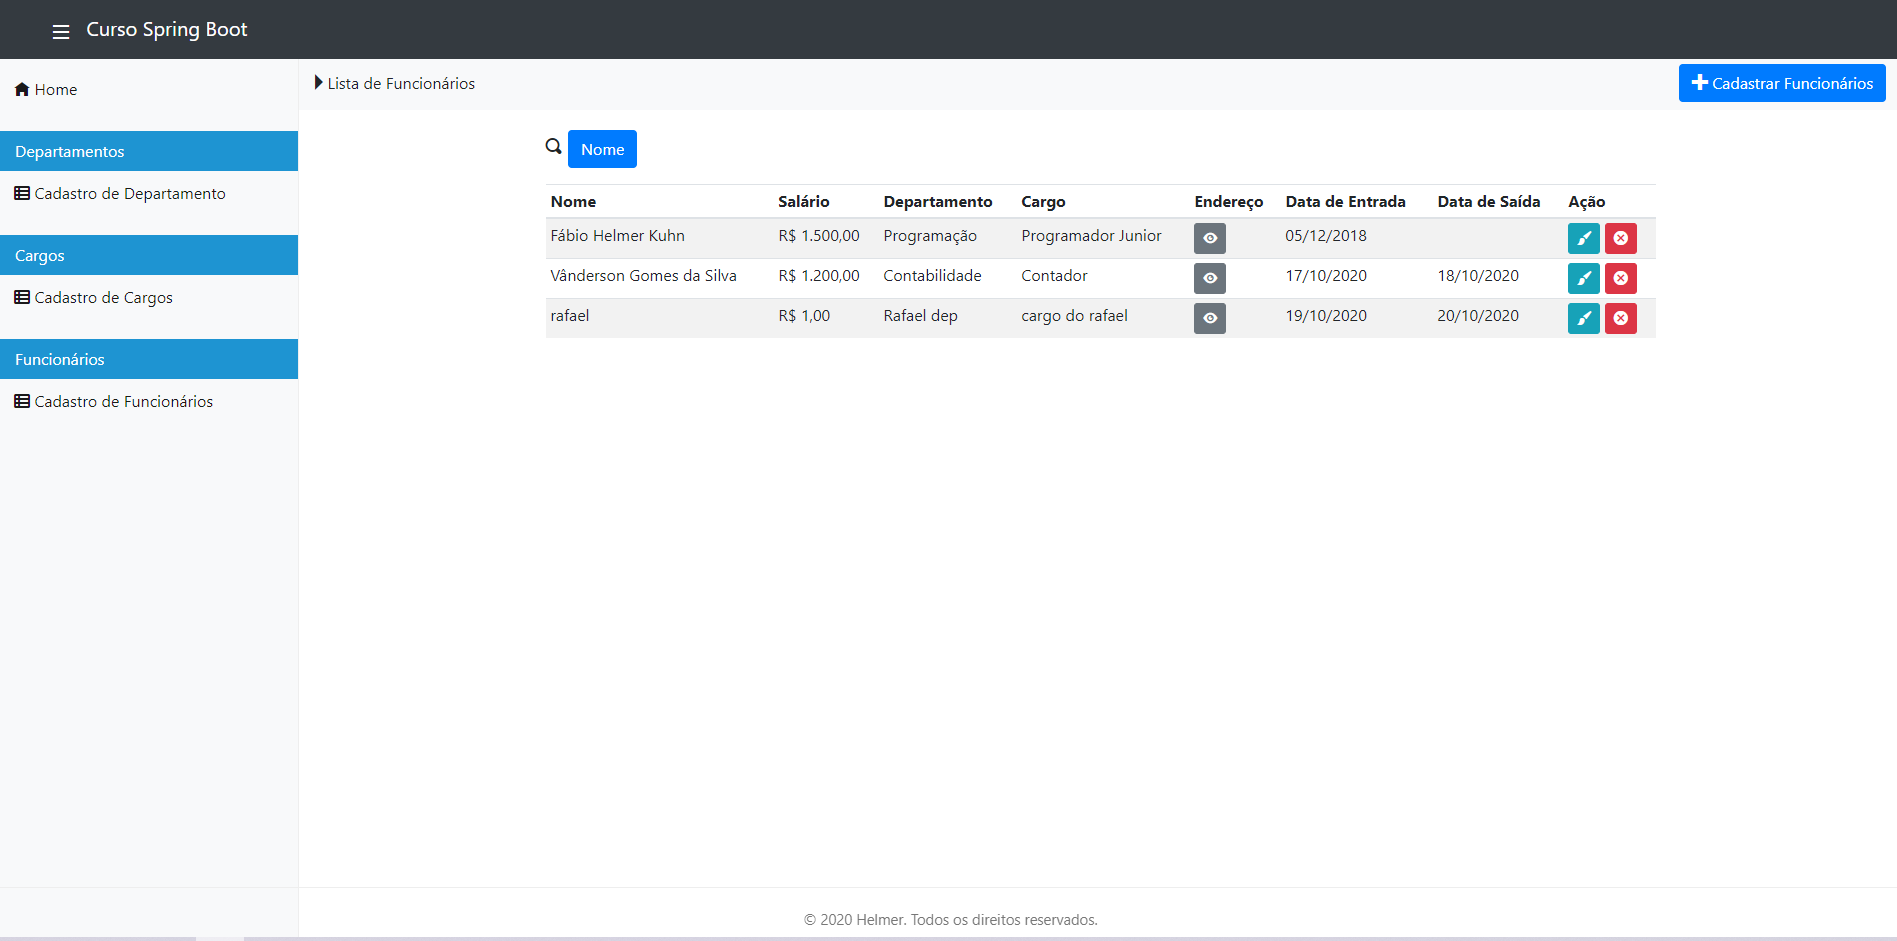 Curso Spring Boot
Home
Departamentos
Cadastro de Departamento
Cargos
Cadastro de Cargos
Funcionários
Cadastro de Funcionários
Lista de Funcionários
Cadastrar Funcionários
Nome
Nome Salário Departamento Cargo Endereço Data de Entrada Data de Saída Ação
Fábio Helmer Kuhn R$ 1.500,00 Programação Programador Junior 05/12/2018
Vânderson Gomes da Silva R$ 1.200,00 Contabilidade Contador 17/10/2020 18/10/2020
rafael R$ 1,00 Rafael dep cargo do rafael 19/10/2020 20/10/2020
© 2020 Helmer. Todos os direitos reservados.